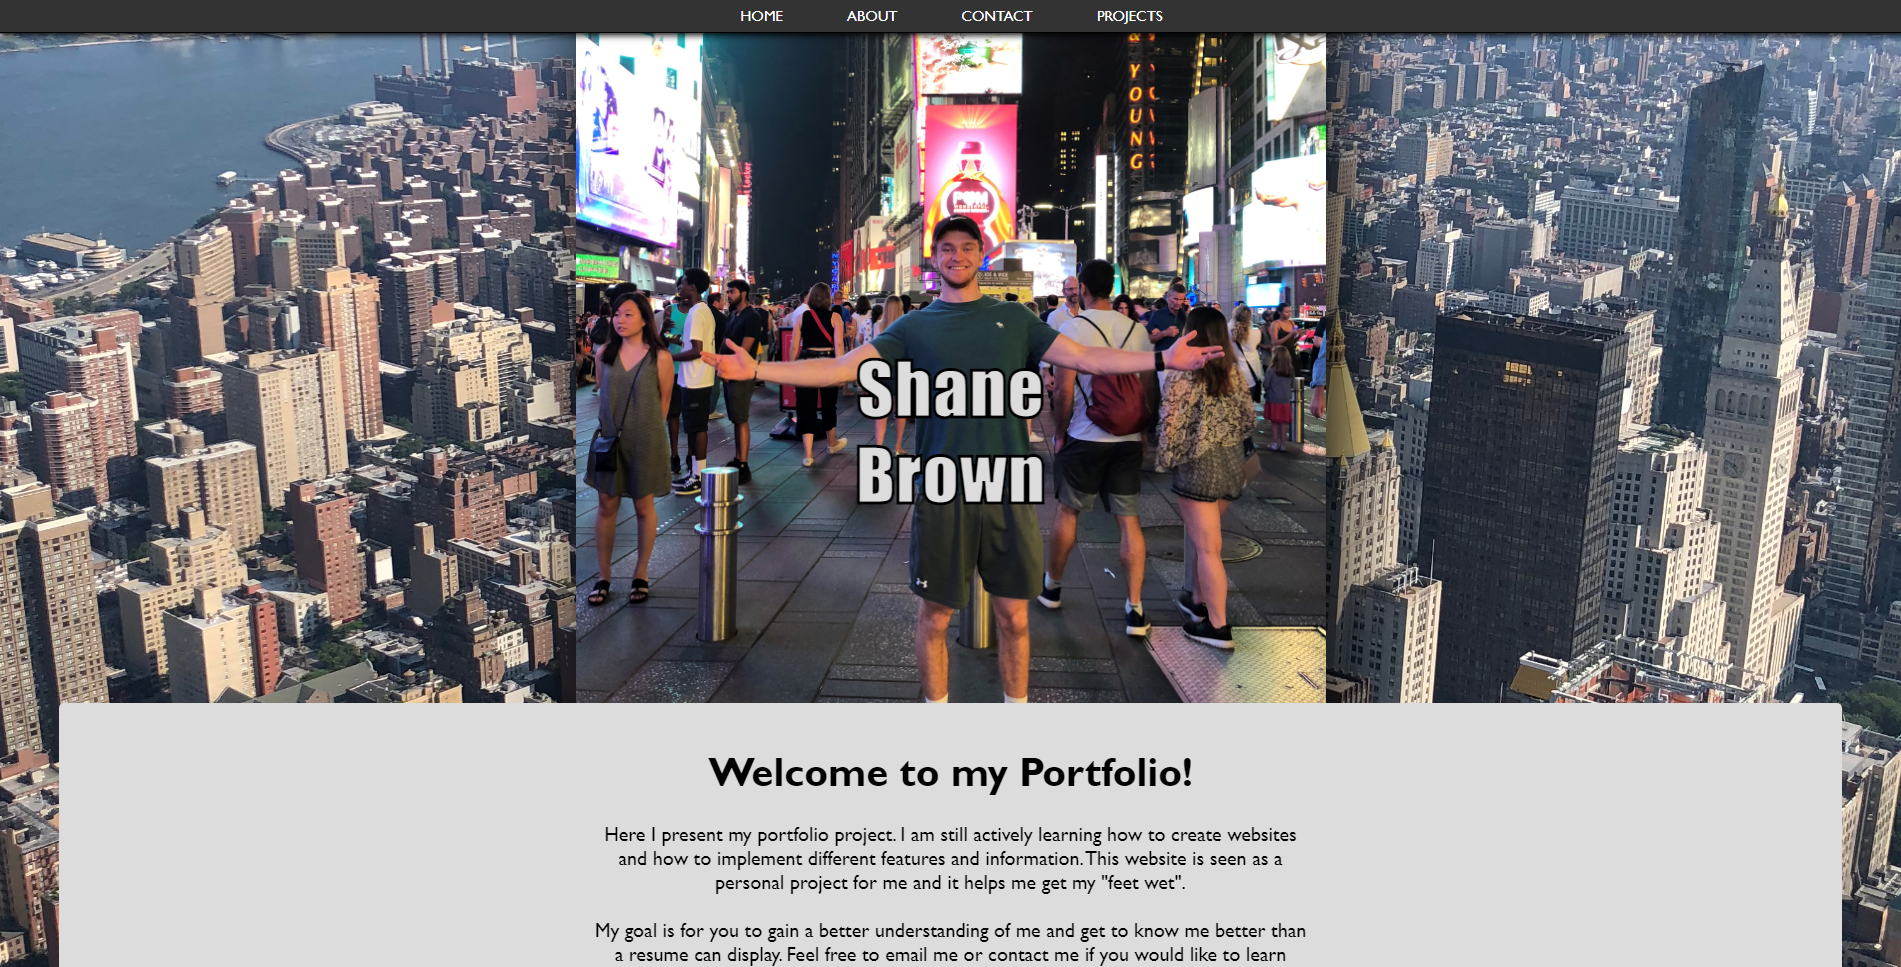 HOME ABOUT CONTACT PROJECTS
YOUNG
Shane
Brown
Welcome to my Portfolio!
Here I present my portfolio project. I am still actively learning how to create websites
and how to implement different features and information. This website is seen as a
personal project for me and it helps me get my "feet wet".
My goal is for you to gain a better understanding of me and get to know me better than
a resume can display. Feel free to email me or contact me if you would like to learn